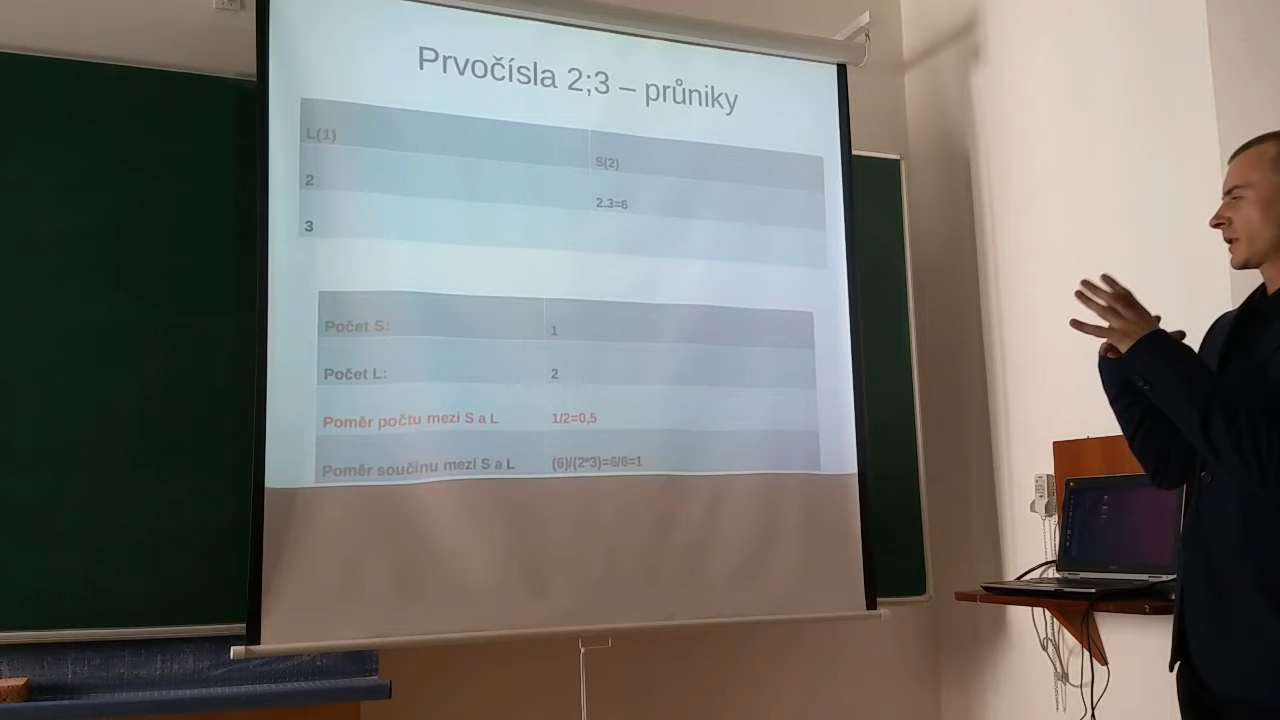 Prvočísla 2;3 – průniky
L(1)
S(2)
2
2.3=6
3
Počet S:
1
Počet L:
2
Poměr počtu mezi S a L
1/2=0,5
Poměr součinu mezi S a L
(6)/(2*3)=6/6=1